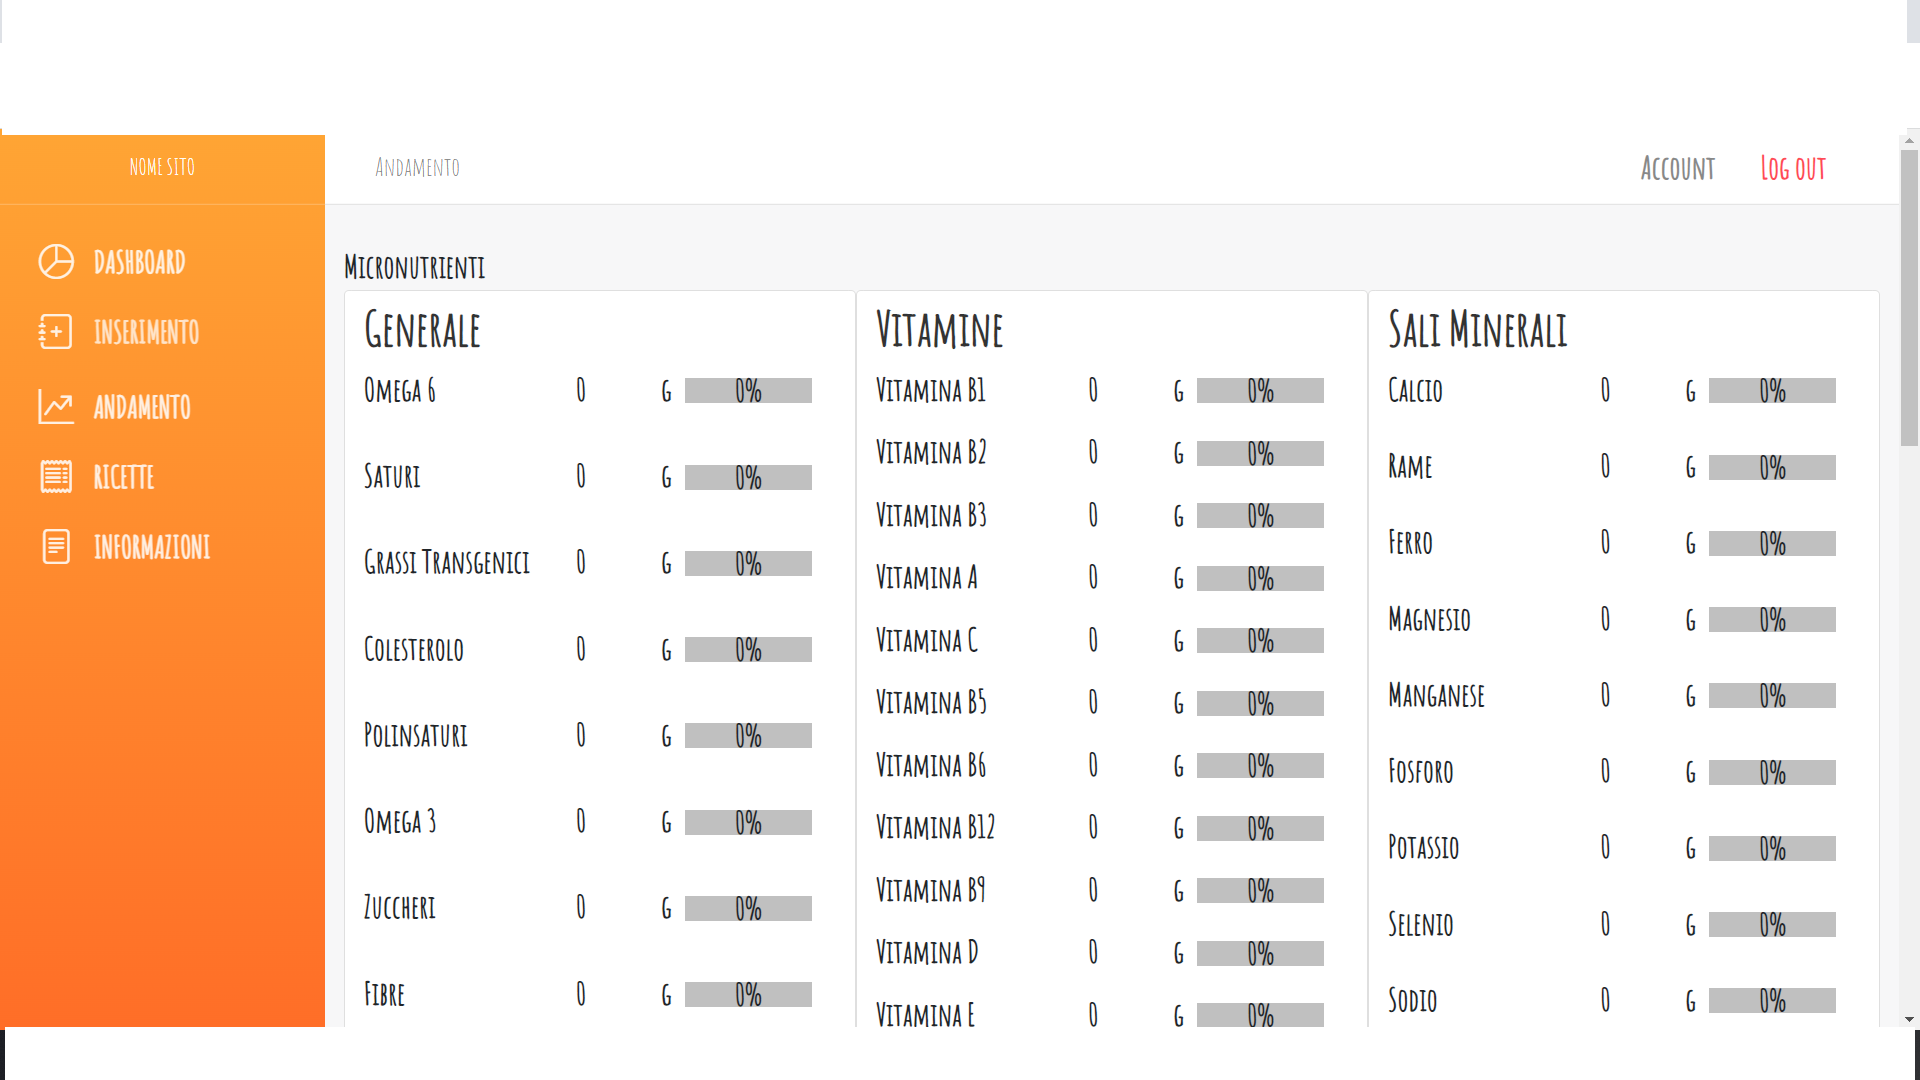 NOME SITO
DASHBOARD
INSERIMENTO
ANDAMENTO
RICETTE
INFORMAZIONI
Andamento
Account
Log out
Micronutrienti
Generale
Omega 6 0 g 0%
Saturi 0 g 0%
Grassi Transgenici 0 g 0%
Colesterolo 0 g 0%
Polinsaturi 0 g 0%
Omega 3 0 g 0%
Zuccheri 0 g 0%
Fibre 0 g 0%
Vitamine
Vitamina B1 0 g 0%
Vitamina B2 0 g 0%
Vitamina B3 0 g 0%
Vitamina A 0 g 0%
Vitamina C 0 g 0%
Vitamina B5 0 g 0%
Vitamina B6 0 g 0%
Vitamina B12 0 g 0%
Vitamina B9 0 g 0%
Vitamina D 0 g 0%
Vitamina E 0 g 0%
Sali Minerali
Calcio 0 g 0%
Rame 0 g 0%
Ferro 0 g 0%
Magnesio 0 g 0%
Manganese 0 g 0%
Fosforo 0 g 0%
Potassio 0 g 0%
Selenio 0 g 0%
Sodio 0 g 0%